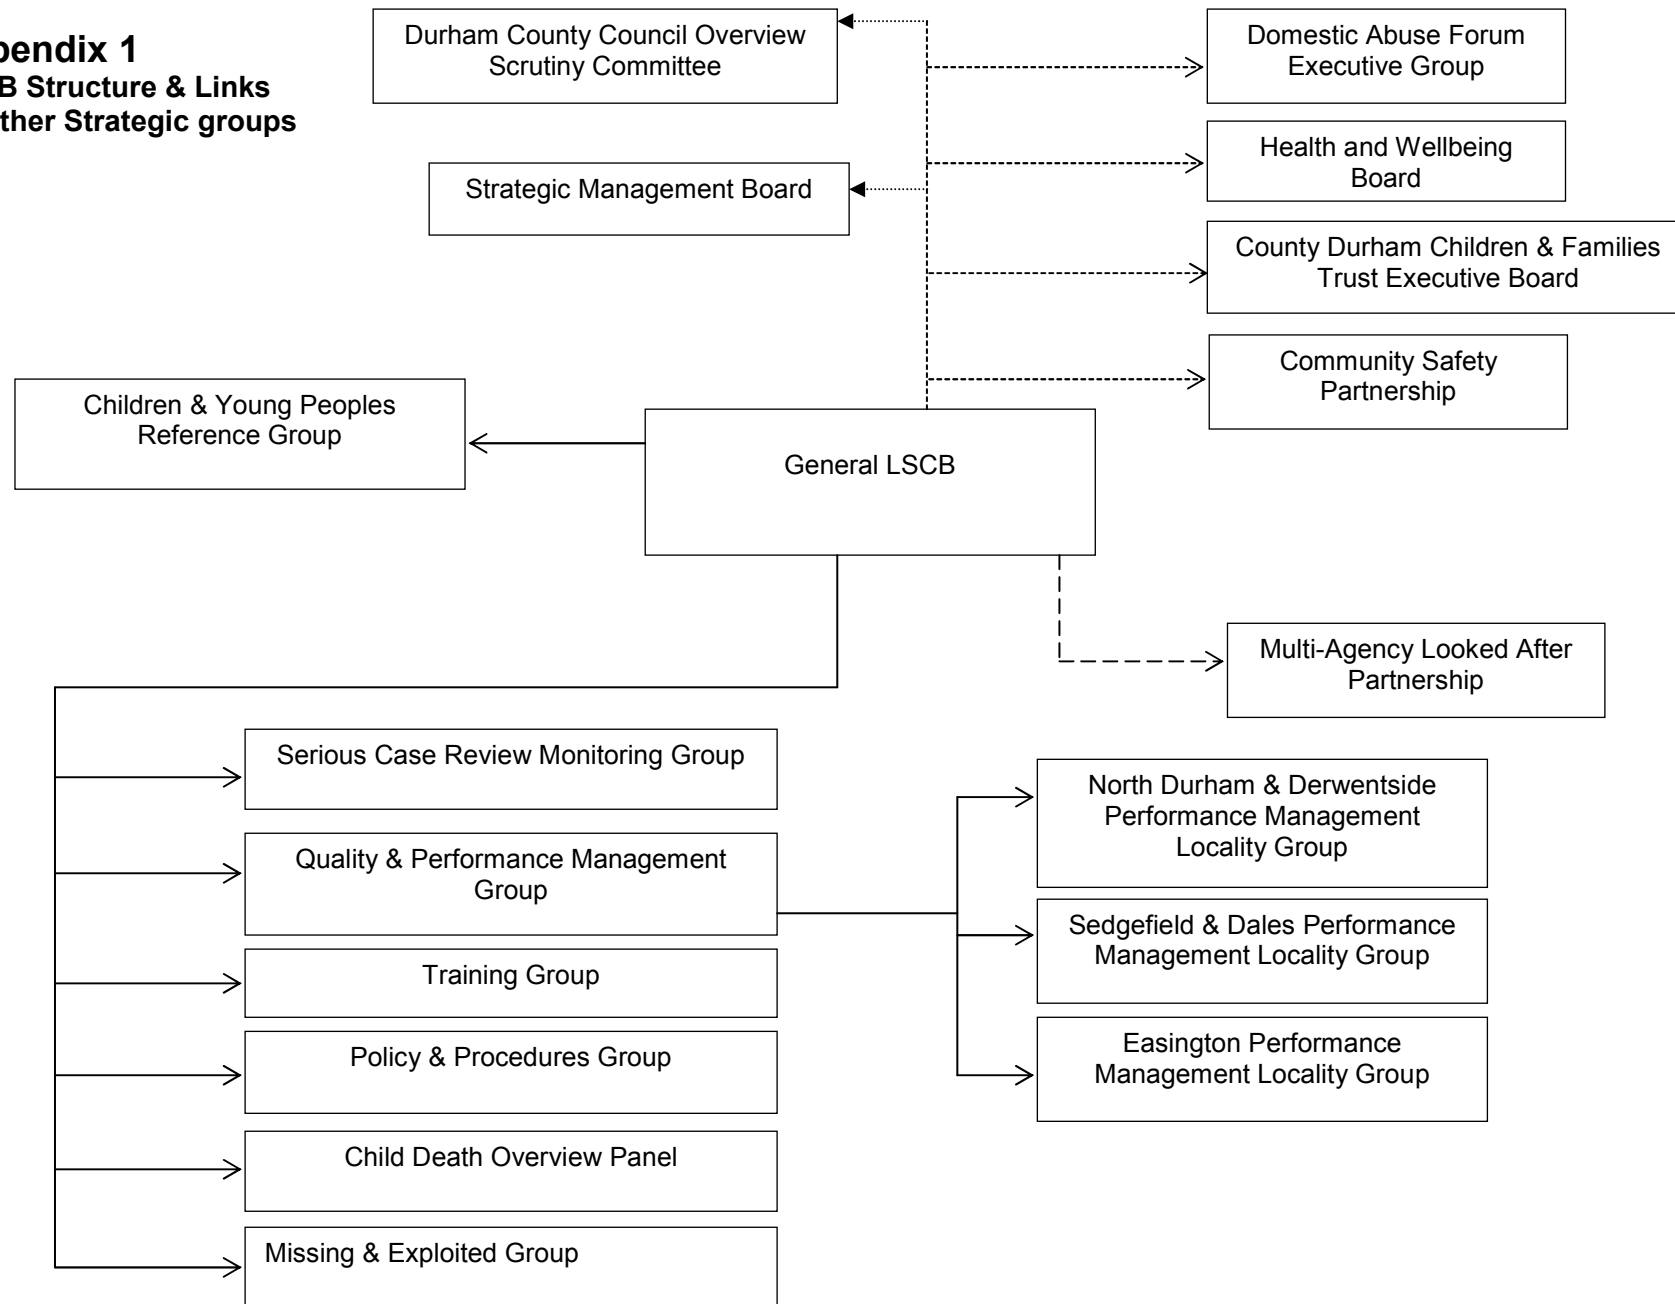 pendix 1
B Structure & Links
ther Strategic groups
Durham County Council Overview
Scrutiny Committee
Domestic Abuse Forum
Executive Group
Health and Wellbeing
Board
Strategic Management Board
County Durham Children & Families
Trust Executive Board
Community Safety
Partnership
Children & Young Peoples
Reference Group
General LSCB
Multi-Agency Looked After
Partnership
Serious Case Review Monitoring Group
Quality & Performance Management
Group
Training Group
Policy & Procedures Group
Child Death Overview Panel
Missing & Exploited Group
North Durham & Derwentside
Performance Management
Locality Group
Sedgefield & Dales Performance
Management Locality Group
Easington Performance
Management Locality Group